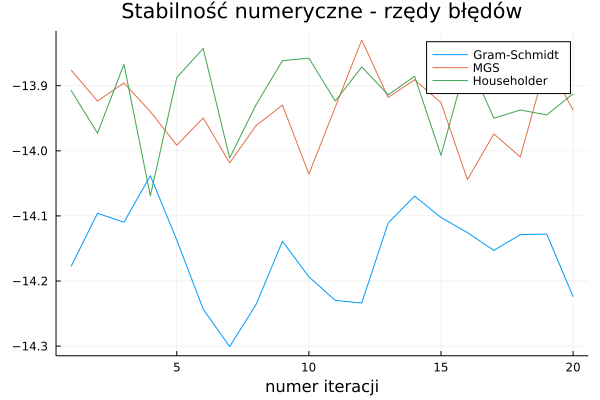 Stabilność numeryczne - rzędy błędów
Gram-Schmidt
MGS
Householder
−13.9
−14.0
−14.1
−14.2
−14.3
5
10
15
20
numer iteracji